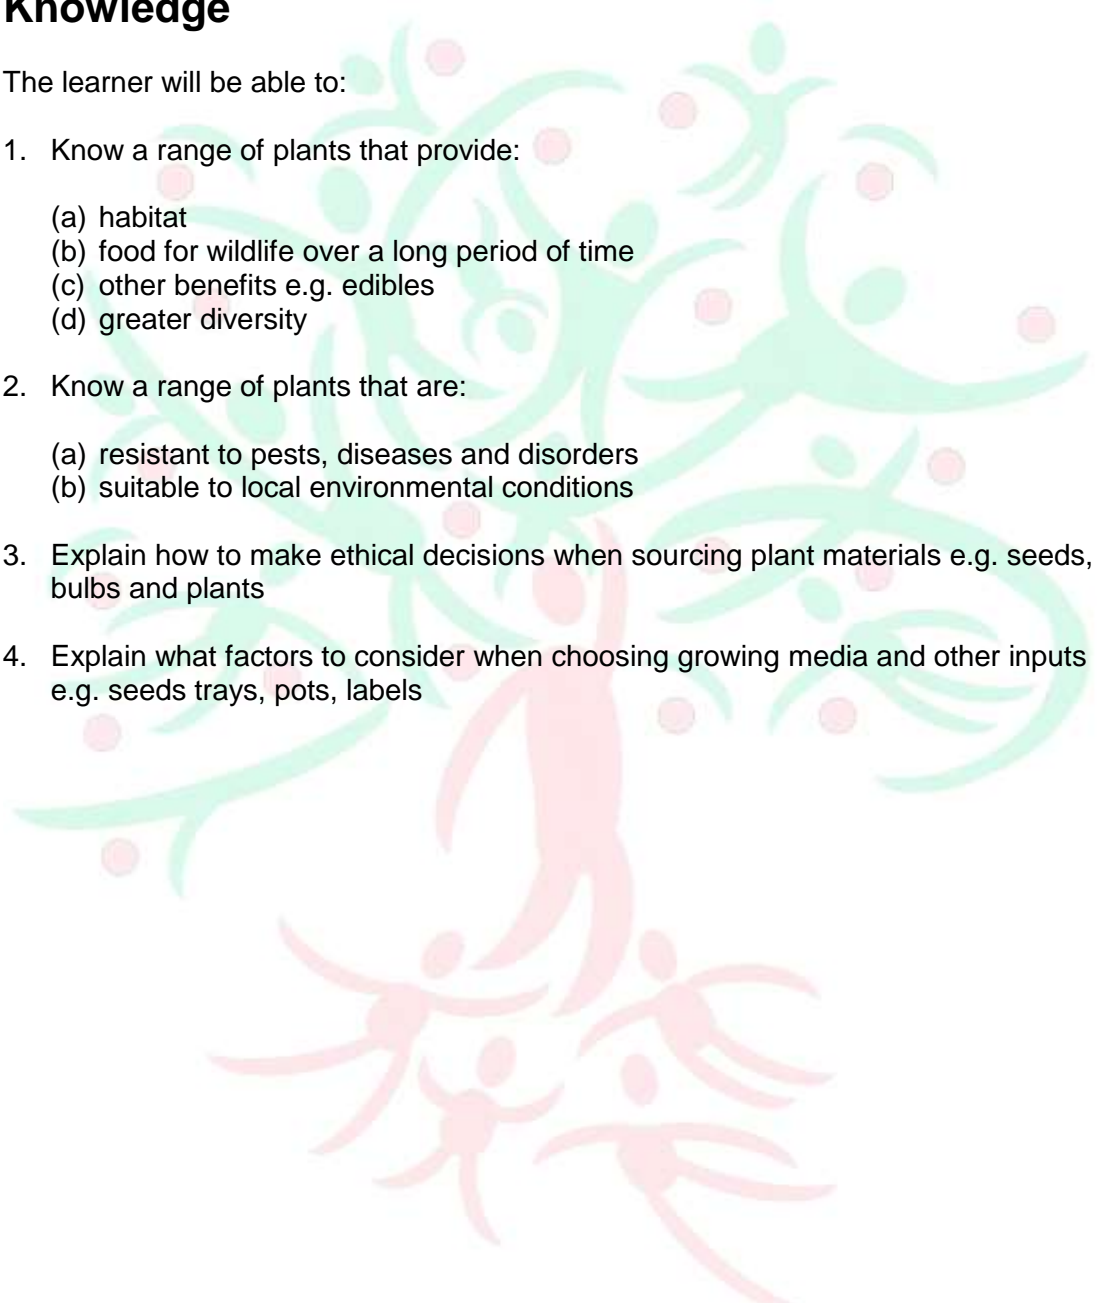 Knowledge
The learner will be able to:
1. Know a range of plants that provide:
(a) habitat
(b) food for wildlife over a long period of time
(c) other benefits e.g. edibles
(d) greater diversity
2. Know a range of plants that are:
(a) resistant to pests, diseases and disorders
(b) suitable to local environmental conditions
3. Explain how to make ethical decisions when sourcing plant materials e.g. seeds,
bulbs and plants
4. Explain what factors to consider when choosing growing media and other inputs
e.g. seeds trays, pots, labels